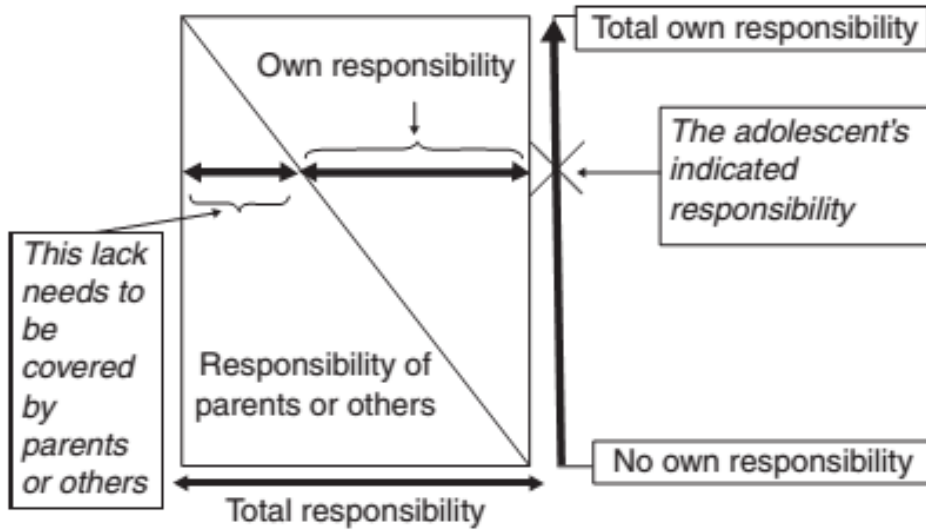 Total own responsibility
Own responsibility
The adolescent's
indicated
responsibility
This lack
needs to
be
covered
by
parents
or others
Responsibility of
parents or others
No own responsibility
Total responsibility